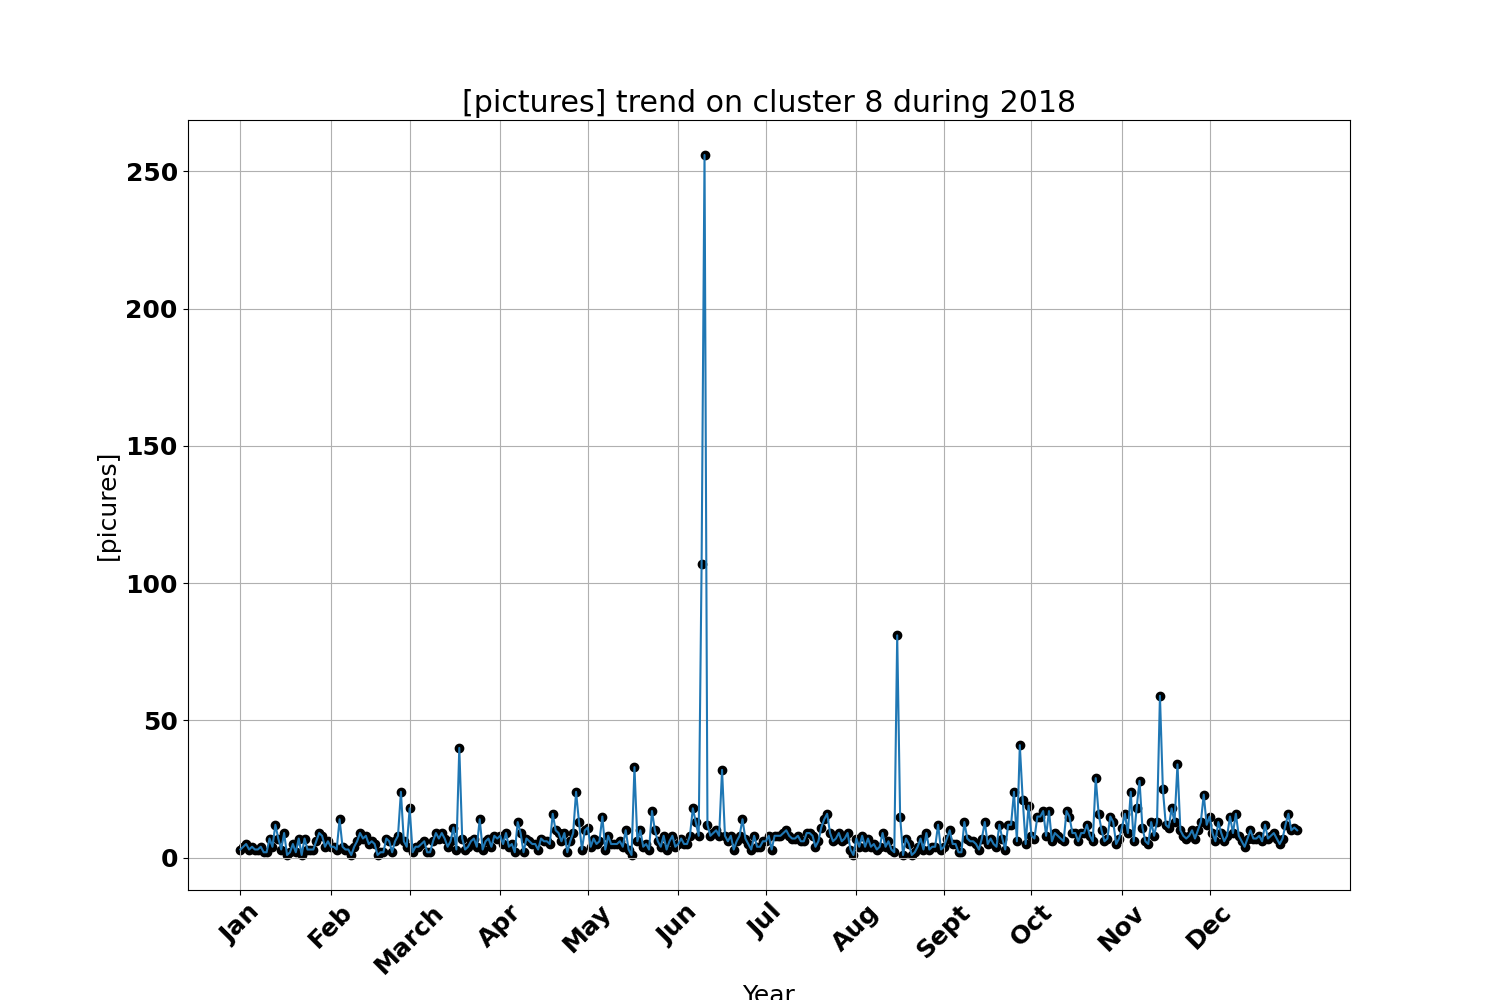 [pictures] trend on cluster 8 during 2018
250
200
150
100
50
0
[picures]
Jan
Feb
March
Apr
May
Jun
Jul
Aug
Sept
Oct
Nov
Dec
Year